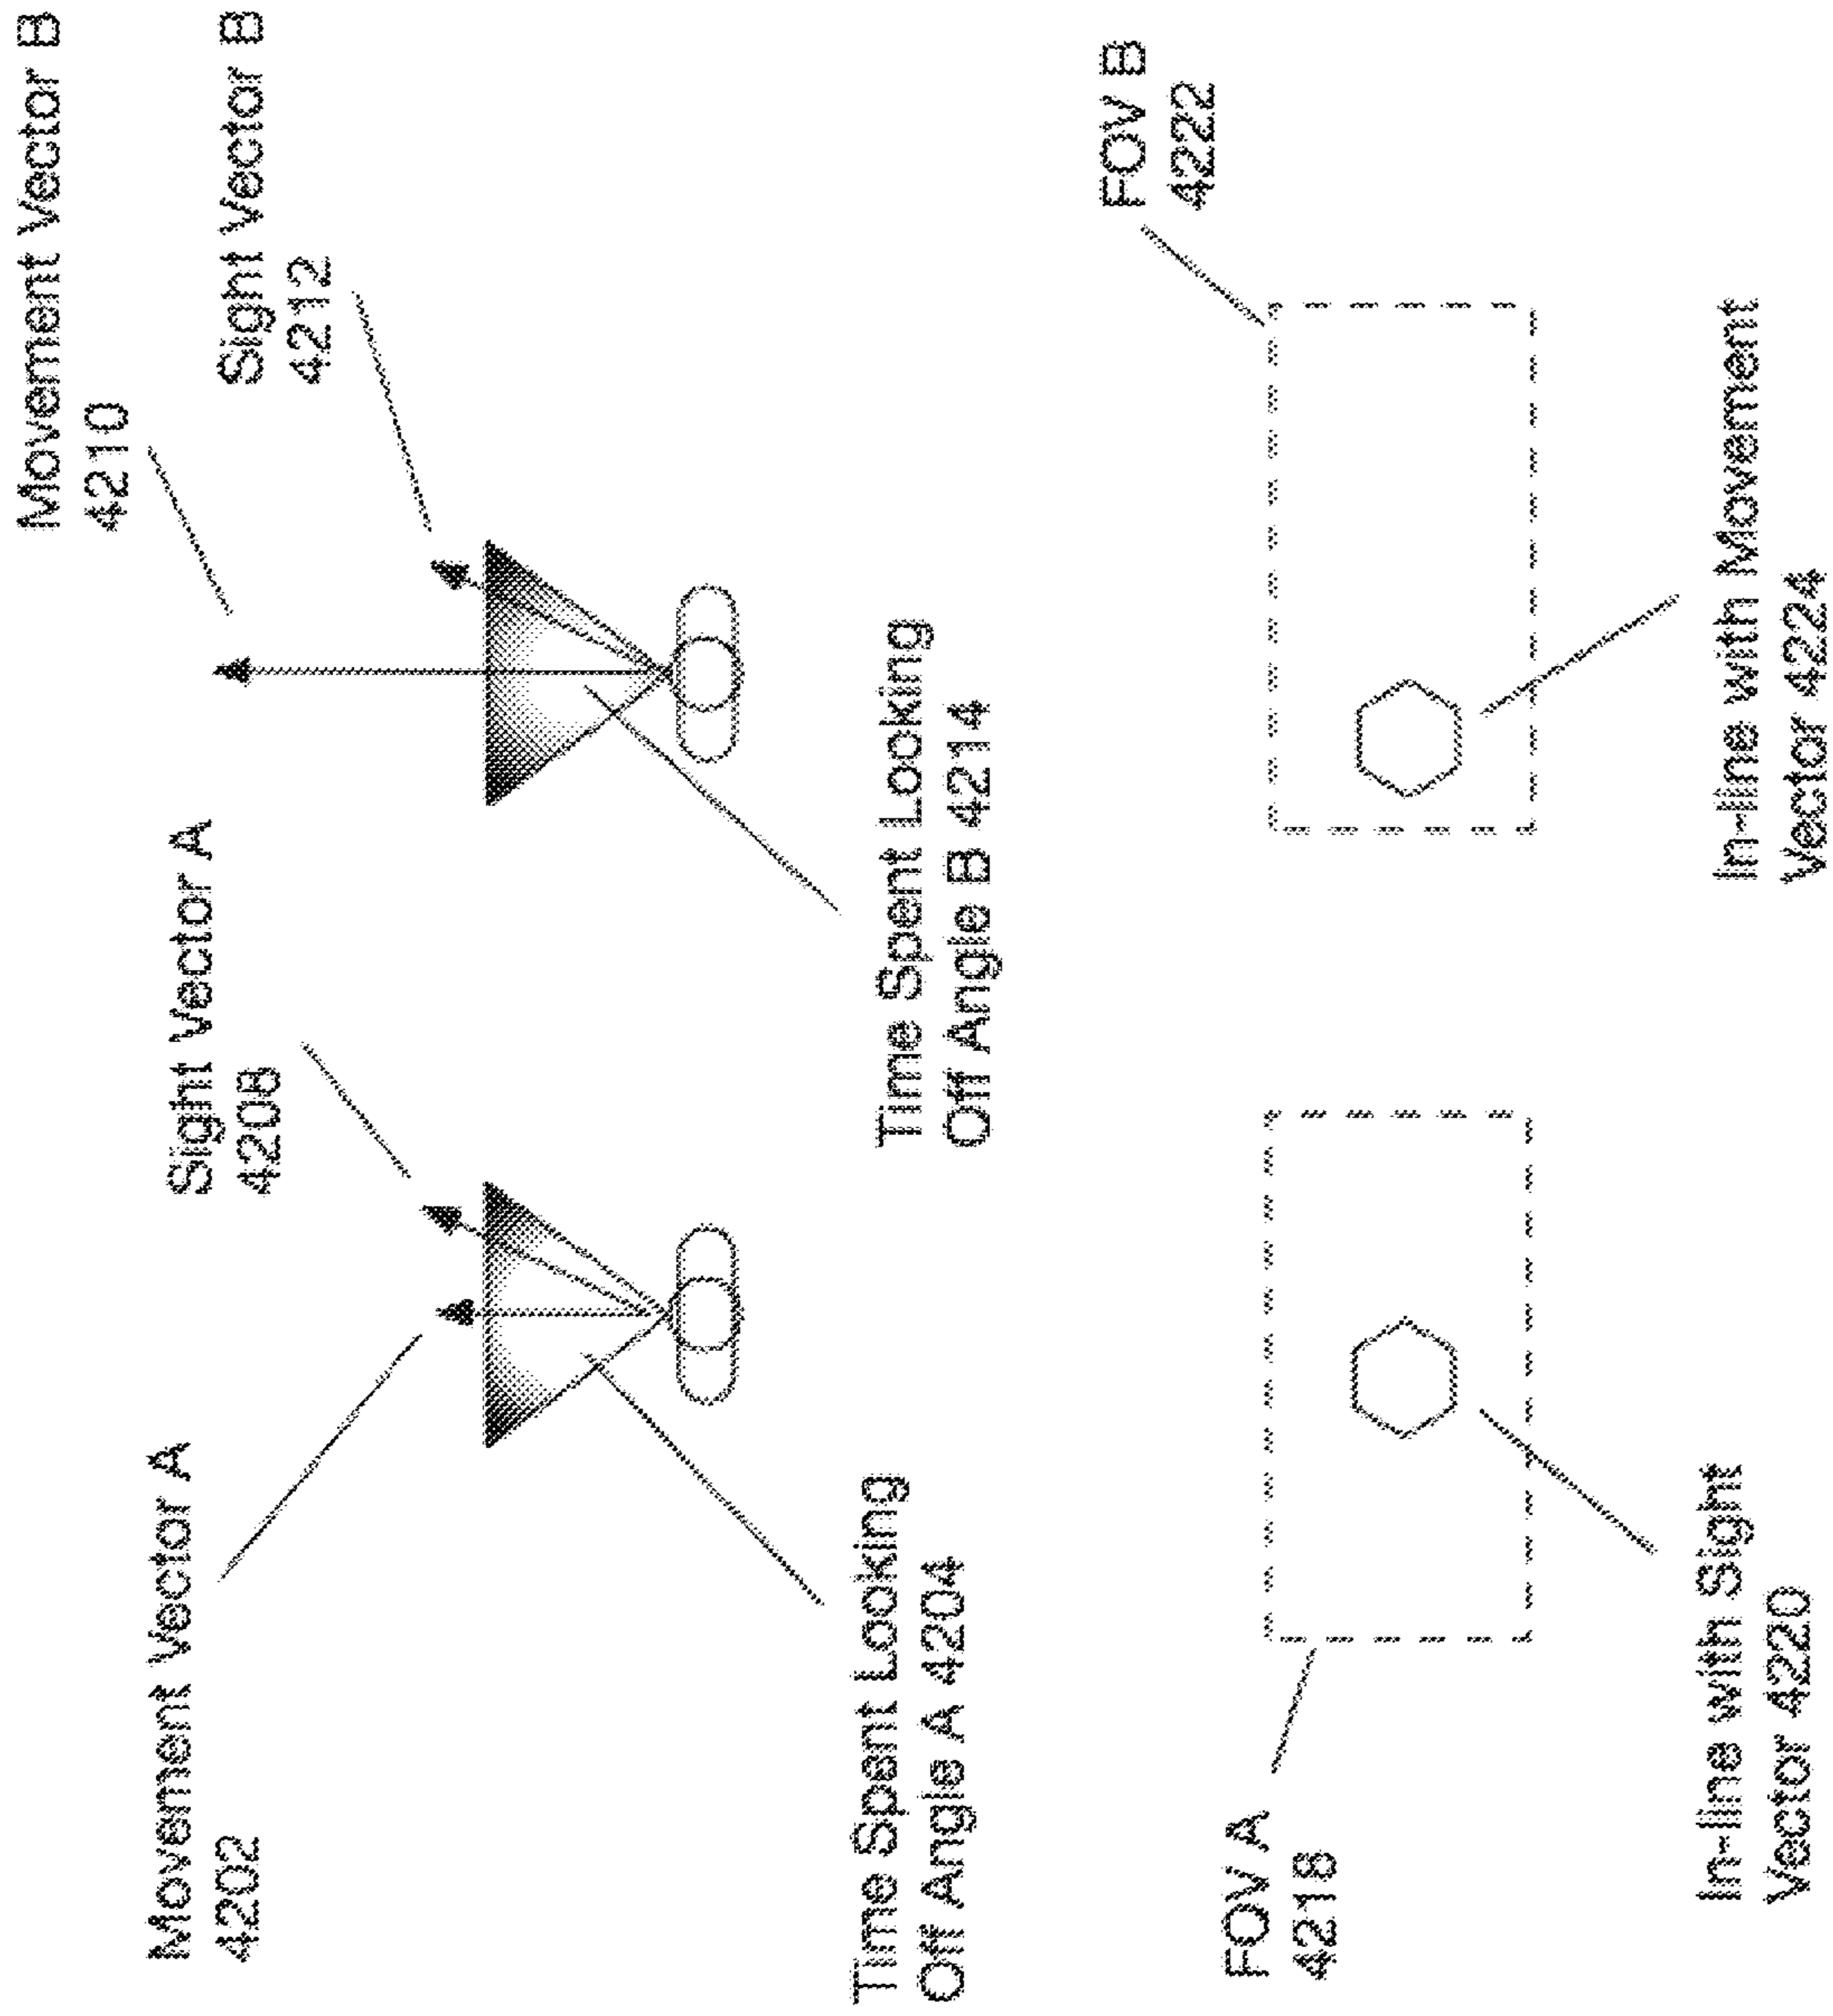 Movement Vector A
4202
Sight Vector A
4208
Movement Vector B
4210
Sight Vector B
4212
Time Spent Looking
Off Angle A 4204
Time Spent Looking
Off Angle B 4214
FOV A
4218
FOV B
4222
In-line with Sight
Vector 4220
In-line with Movement
Vector 4224